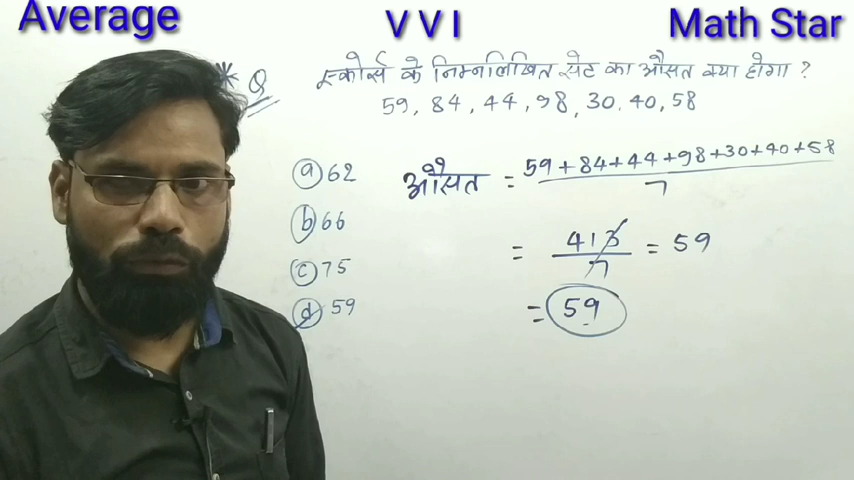 Average V V I Math Star
* Q स्कोर्स के निम्नलिखित सेट का औसत क्या होगा ?
59, 84, 44, 98, 30, 40, 58
औसत = 59+84+44+98+30+40+58 / 7
(a) 62
(b) 66
= 413 / 7 = 59
(c) 75
(d) 59
= 59